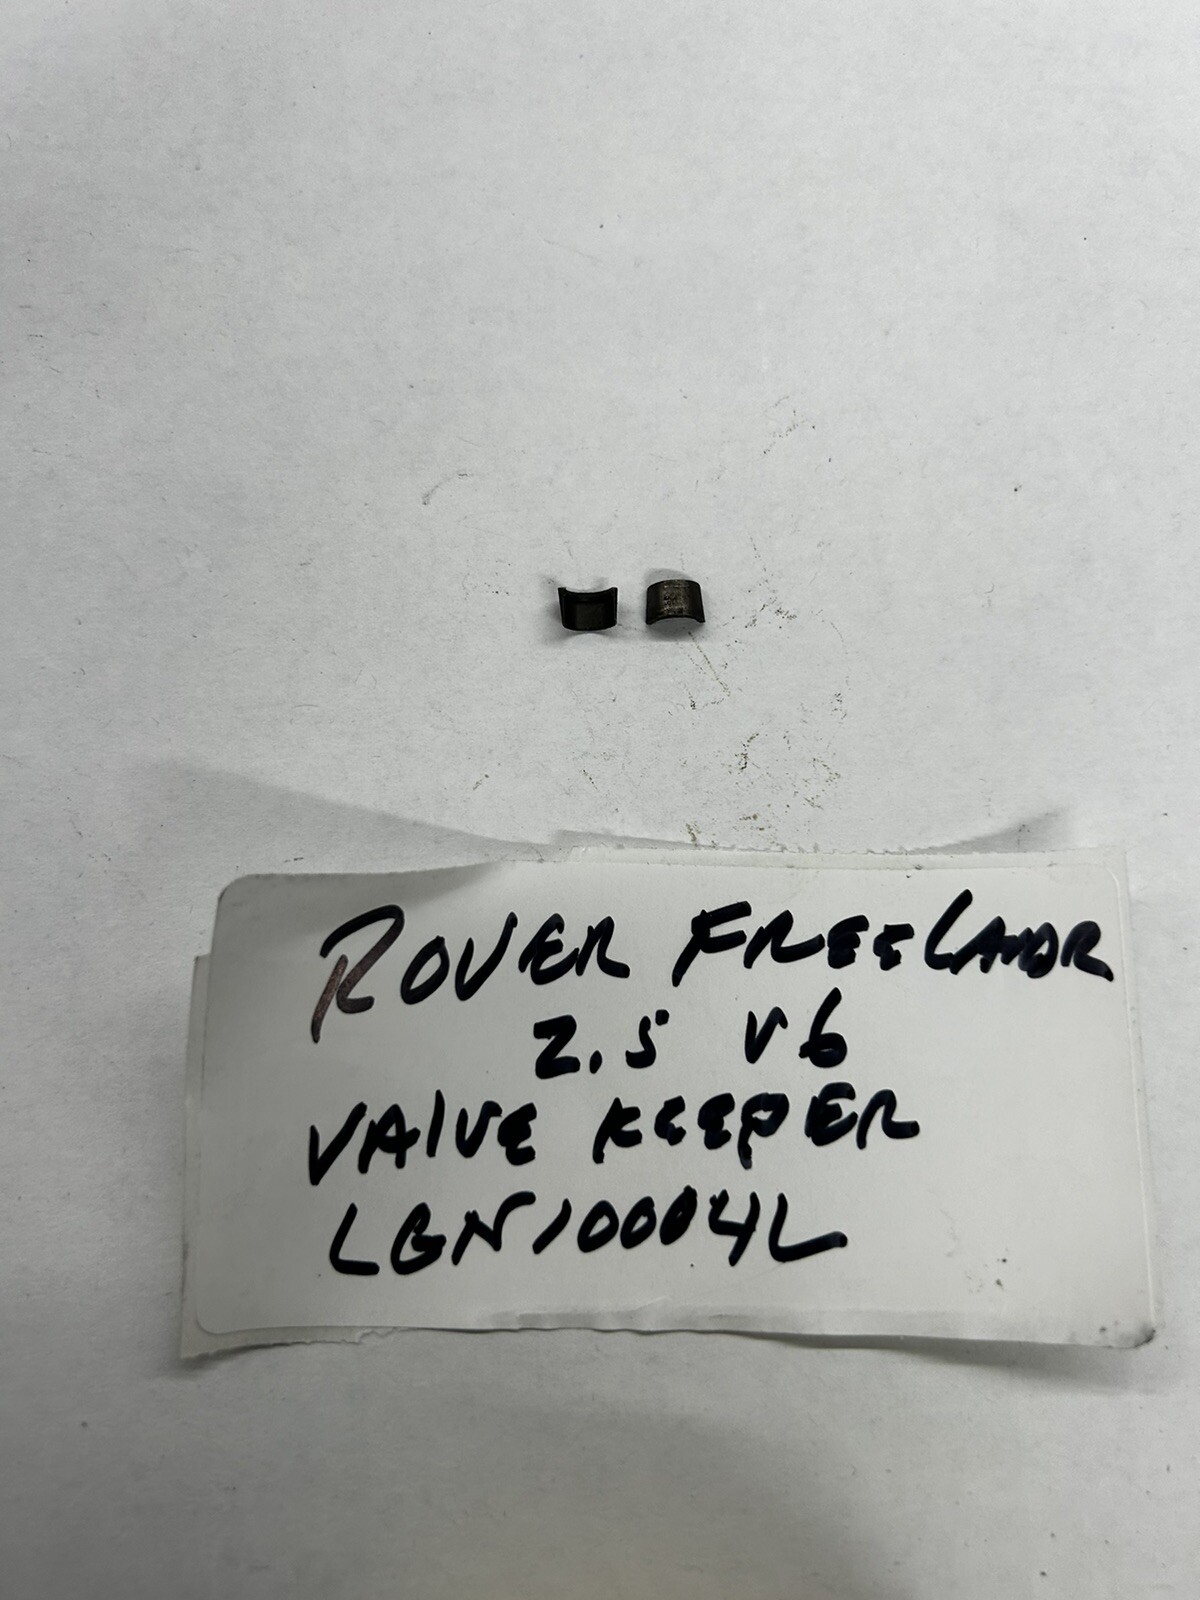 ROVER FREELANDR
2.5 V6
VALVE KEEPER
LGN10004L